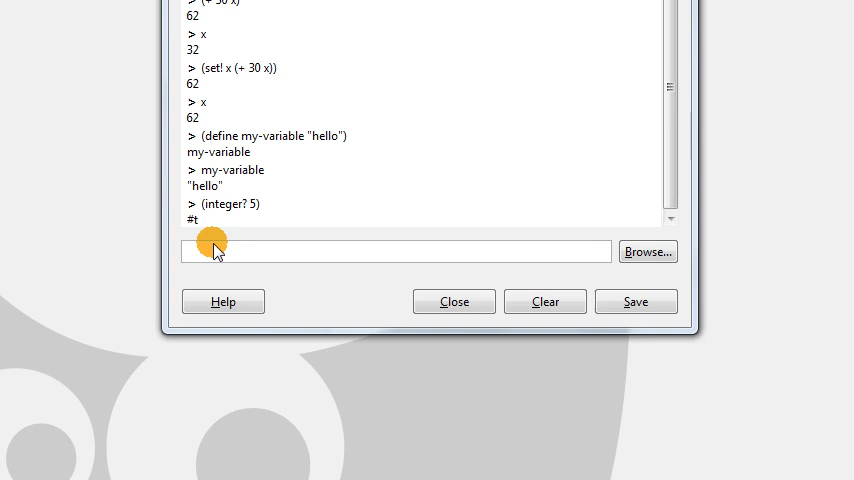 > (+ 30 x)
62
> x
32
> (set! x (+ 30 x))
62
> x
62
> (define my-variable "hello")
my-variable
> my-variable
"hello"
> (integer? 5)
#t
Browse...
Help
Close
Clear
Save